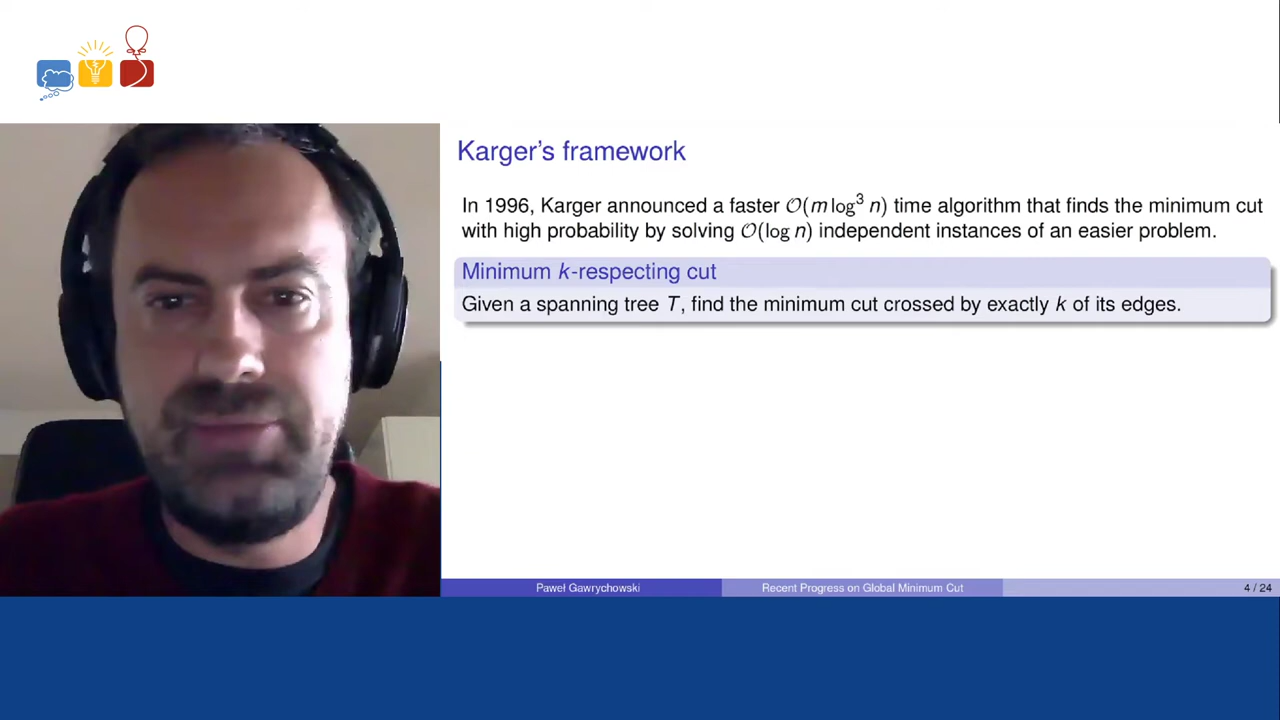 Karger's framework
In 1996, Karger announced a faster 𝒪(m log³ n) time algorithm that finds the minimum cut
with high probability by solving 𝒪(log n) independent instances of an easier problem.
Minimum k-respecting cut
Given a spanning tree T, find the minimum cut crossed by exactly k of its edges.
Paweł Gawrychowski Recent Progress on Global Minimum Cut 4 / 24